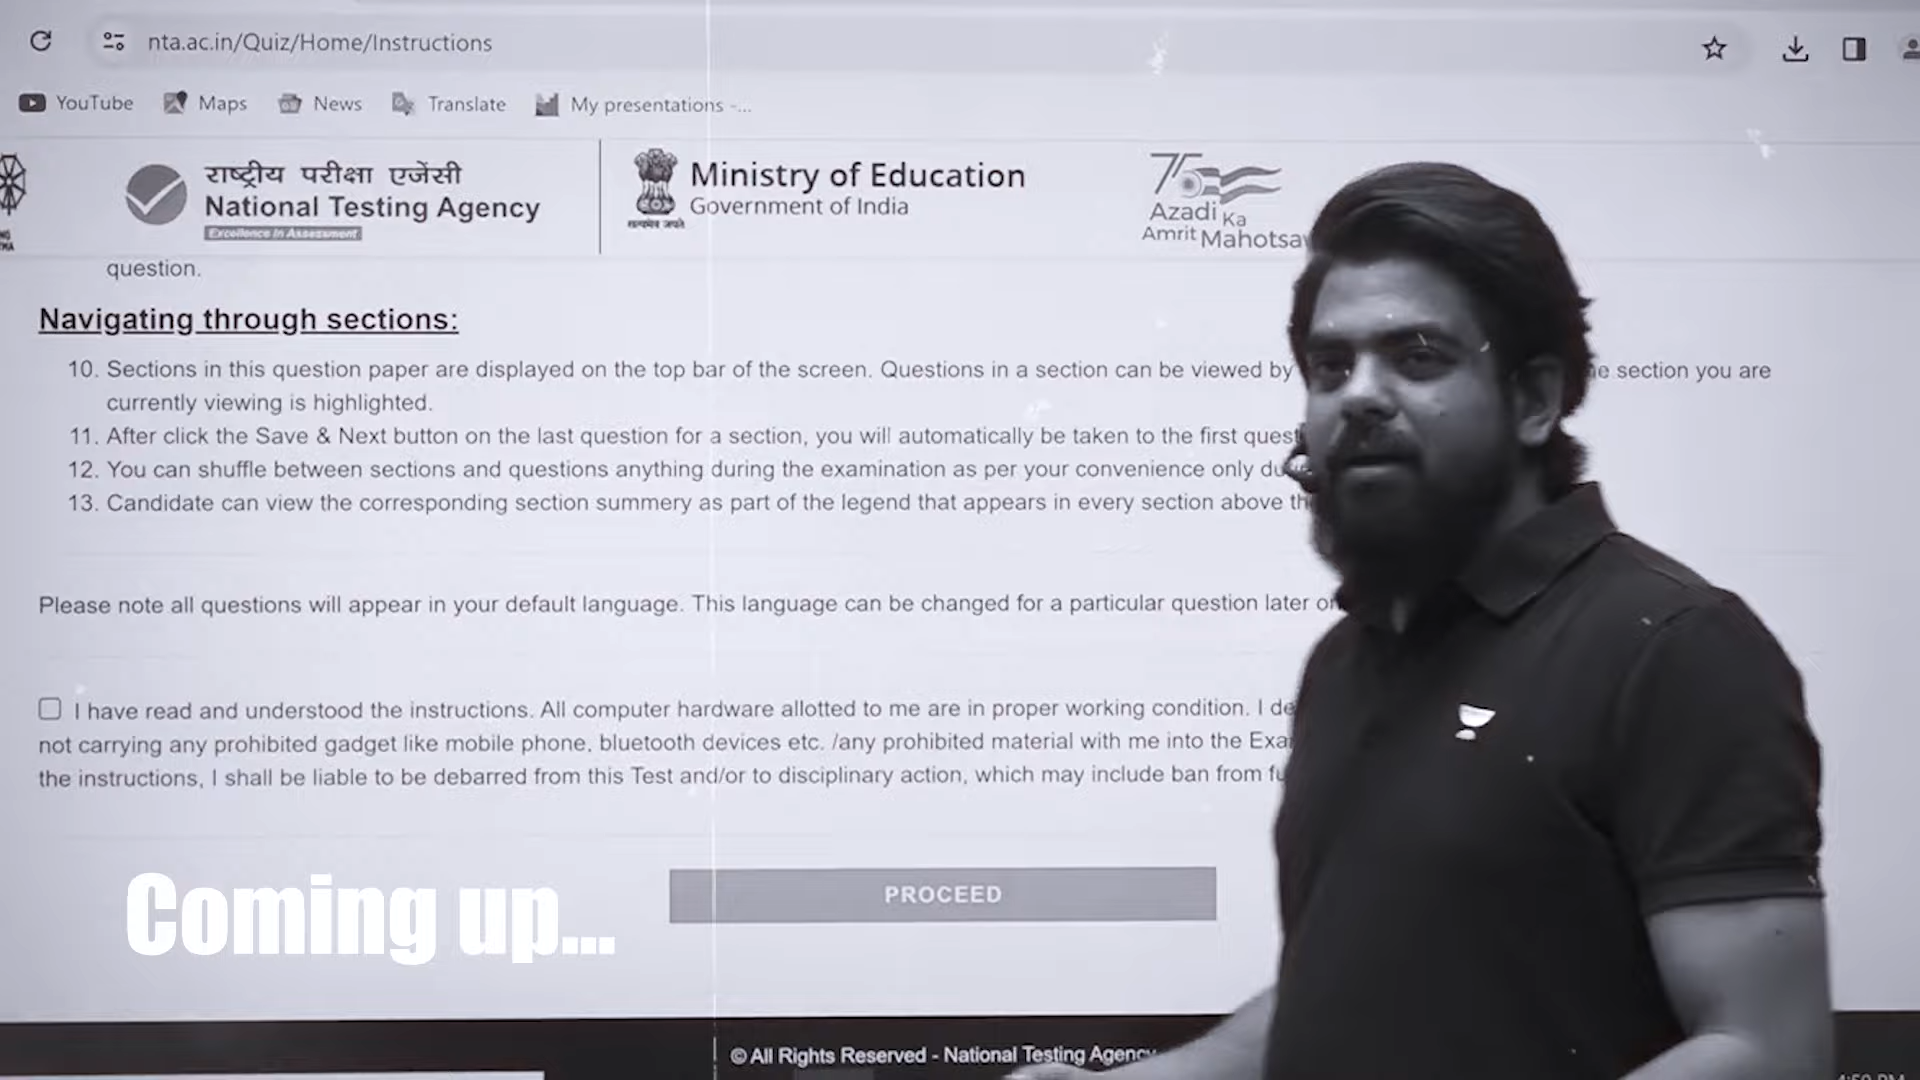 nta.ac.in/Quiz/Home/Instructions
YouTube Maps News Translate My presentations -...
राष्ट्रीय परीक्षा एजेंसी
National Testing Agency
Excellence in Assessment
Ministry of Education
Government of India
सत्यमेव जयते
75
Azadi Ka
Amrit Mahotsav
question.
Navigating through sections:
10. Sections in this question paper are displayed on the top bar of the screen. Questions in a section can be viewed by section you are
currently viewing is highlighted.
11. After click the Save & Next button on the last question for a section, you will automatically be taken to the first quest
12. You can shuffle between sections and questions anything during the examination as per your convenience only du
13. Candidate can view the corresponding section summery as part of the legend that appears in every section above th
Please note all questions will appear in your default language. This language can be changed for a particular question later on
I have read and understood the instructions. All computer hardware allotted to me are in proper working condition. I de
not carrying any prohibited gadget like mobile phone, bluetooth devices etc. /any prohibited material with me into the Exa
the instructions, I shall be liable to be debarred from this Test and/or to disciplinary action, which may include ban from fu
PROCEED
Coming up...
© All Rights Reserved - National Testing Agency